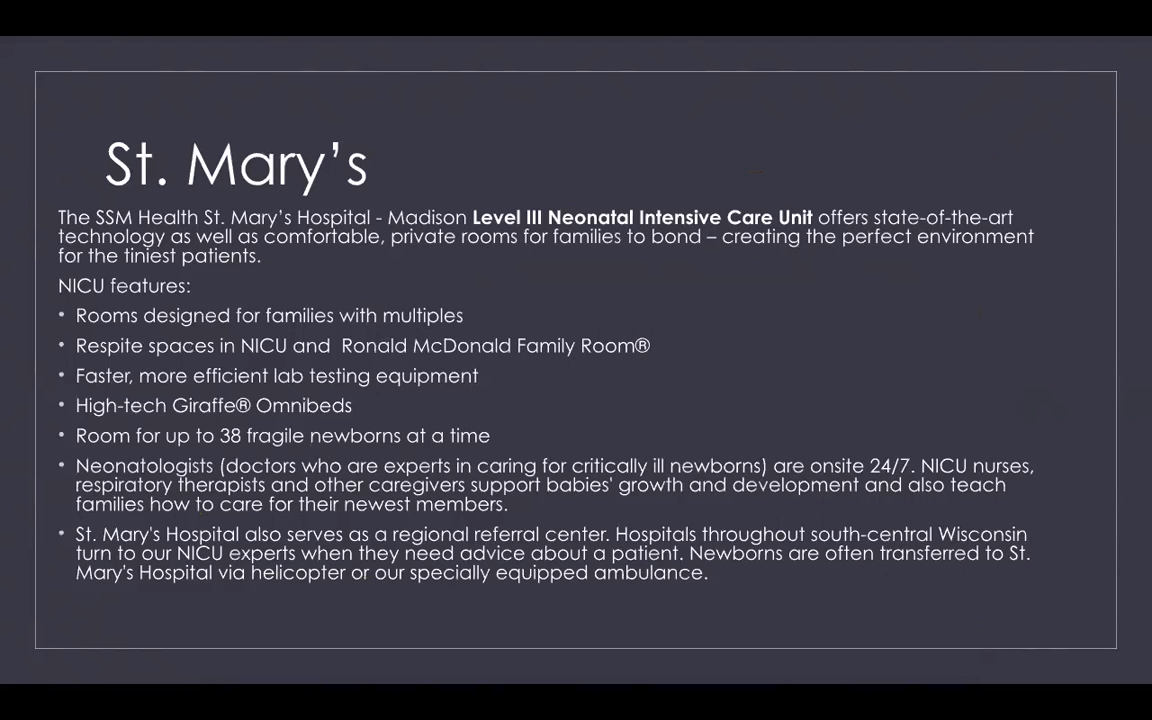 St. Mary’s
The SSM Health St. Mary’s Hospital - Madison Level III Neonatal Intensive Care Unit offers state-of-the-art
technology as well as comfortable, private rooms for families to bond – creating the perfect environment
for the tiniest patients.
NICU features:
• Rooms designed for families with multiples
• Respite spaces in NICU and  Ronald McDonald Family Room®
• Faster, more efficient lab testing equipment
• High-tech Giraffe® Omnibeds
• Room for up to 38 fragile newborns at a time
• Neonatologists (doctors who are experts in caring for critically ill newborns) are onsite 24/7. NICU nurses,
respiratory therapists and other caregivers support babies' growth and development and also teach
families how to care for their newest members.
• St. Mary's Hospital also serves as a regional referral center. Hospitals throughout south-central Wisconsin
turn to our NICU experts when they need advice about a patient. Newborns are often transferred to St.
Mary's Hospital via helicopter or our specially equipped ambulance.